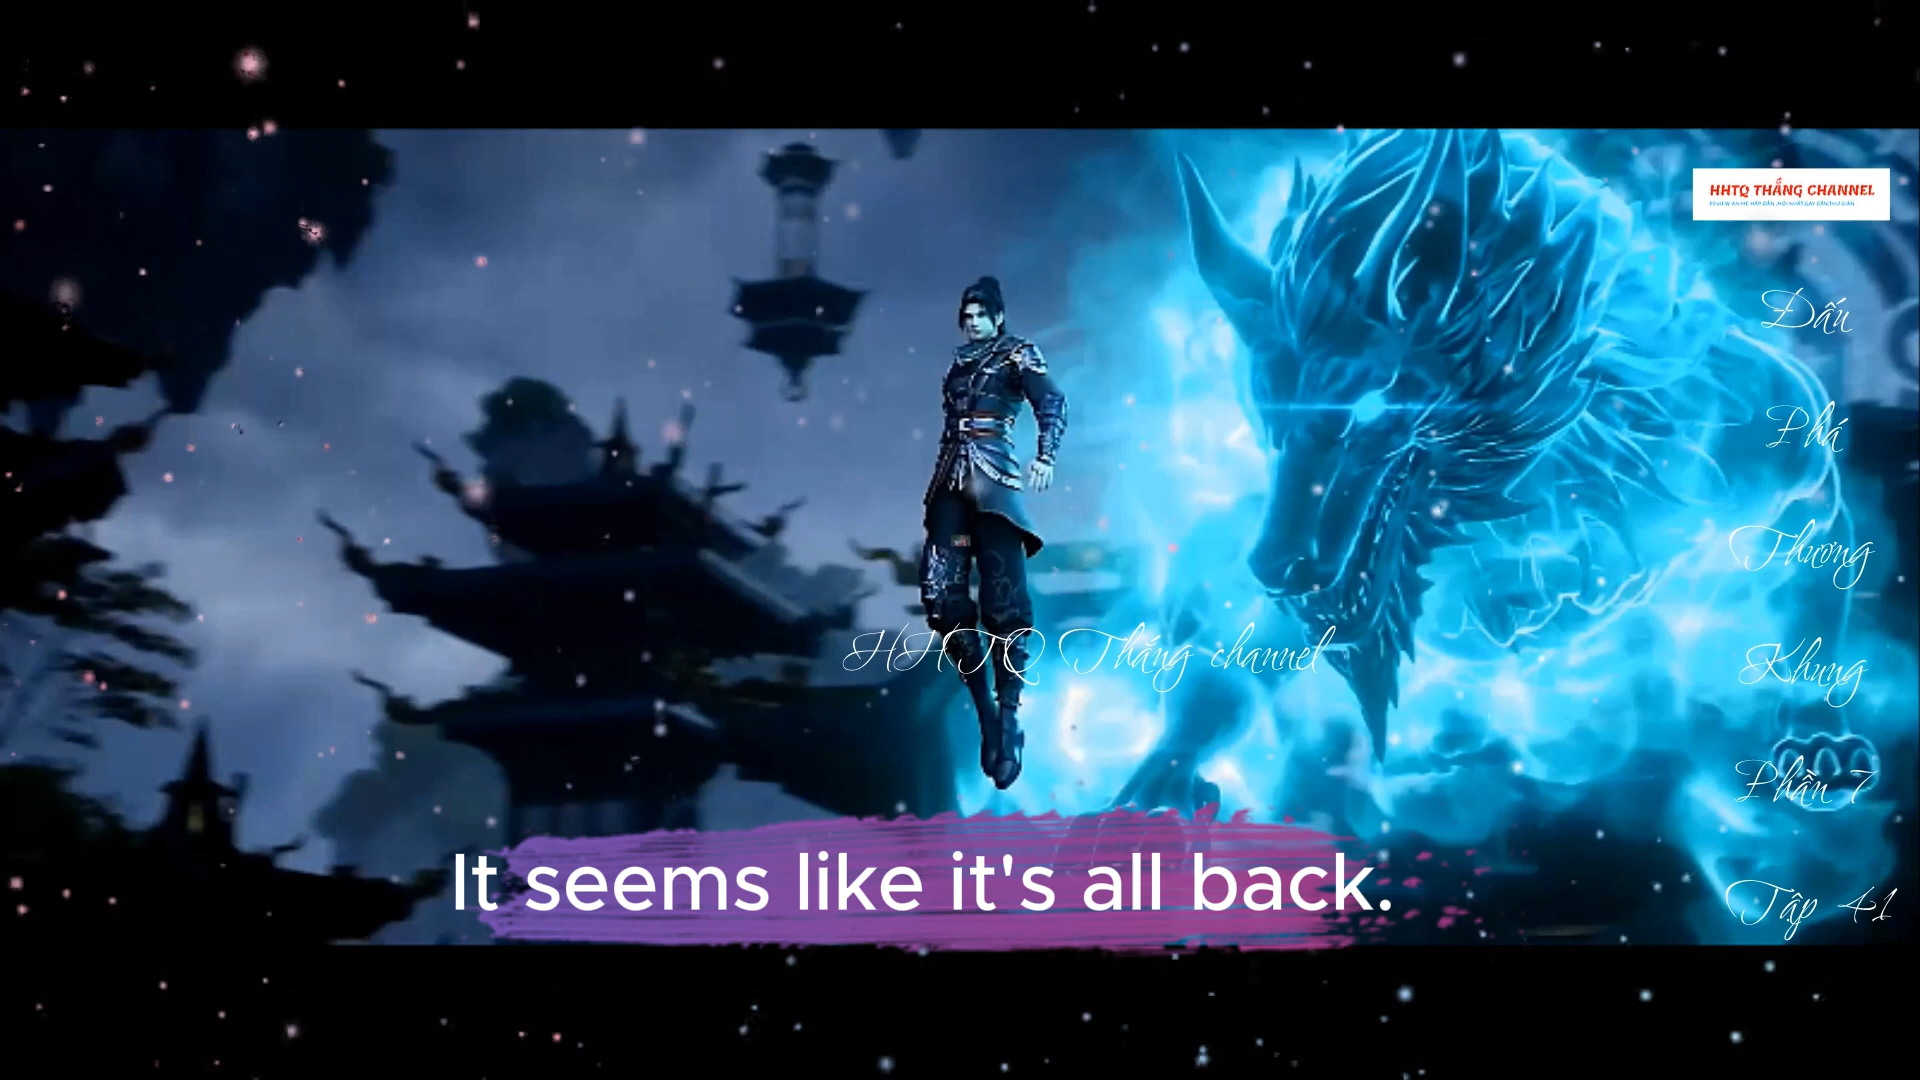 HHTQ THẮNG CHANNEL
Dấu
Phá
Thương
Khung
HHTQ Thắng channel
Phần 7
It seems like it's all back.
Tập 41